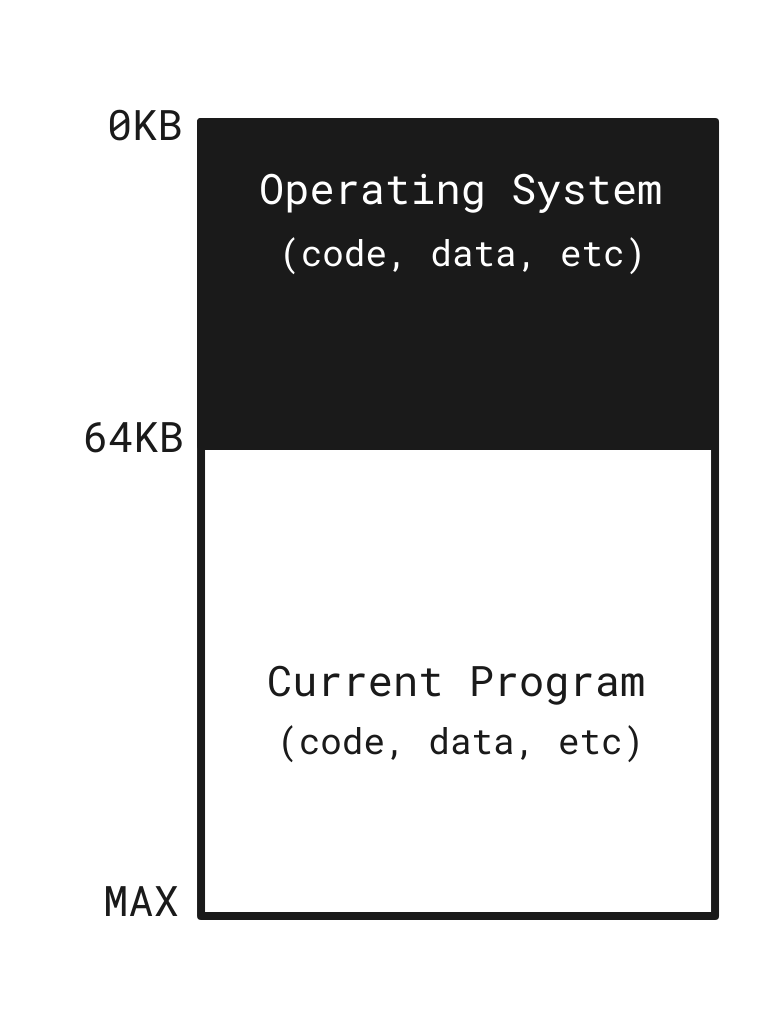 0KB
Operating System
(code, data, etc)
64KB
Current Program
(code, data, etc)
MAX